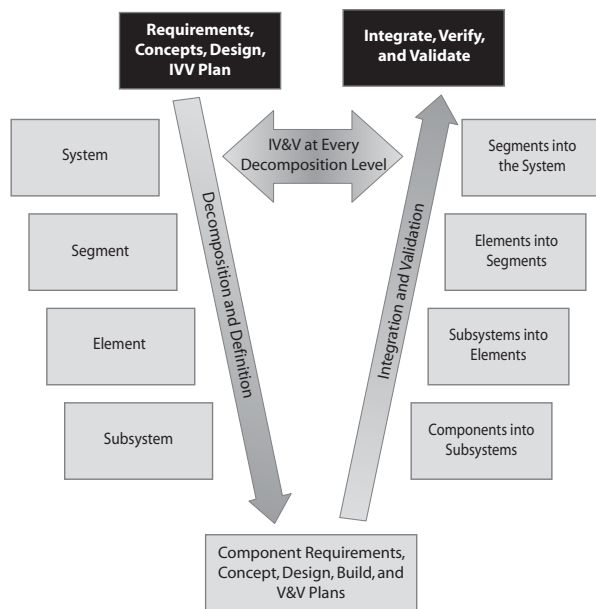 Requirements,
Concepts, Design,
IVV Plan
Integrate, Verify,
and Validate
IV&V at Every
Decomposition Level
System
Segment
Element
Subsystem
Decomposition and Definition
Integration and Validation
Segments into
the System
Elements into
Segments
Subsystems into
Elements
Components into
Subsystems
Component Requirements,
Concept, Design, Build, and
V&V Plans